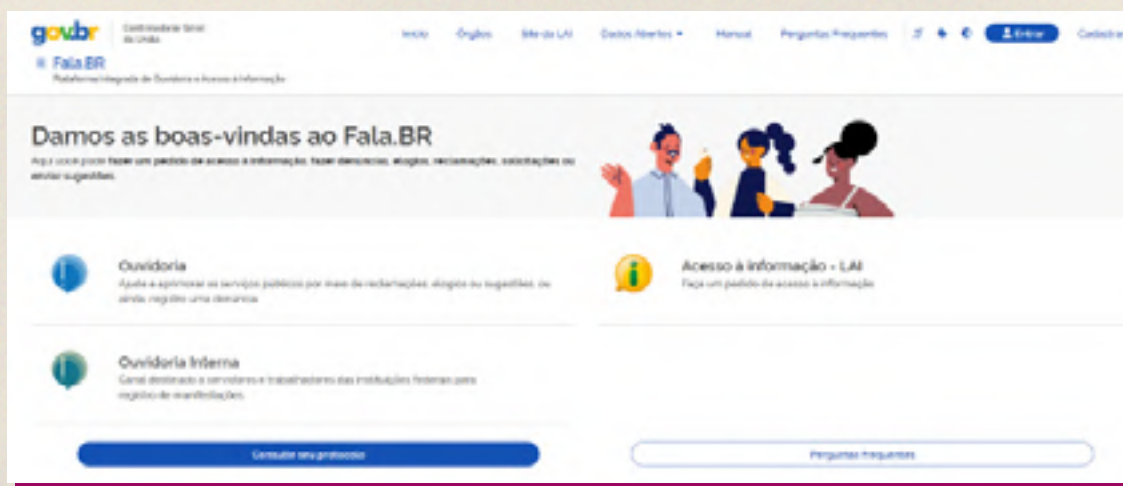 gov.br
Controladoria-Geral
da União
Início Órgãos Site da LAI Dados Abertos Manual Perguntas Frequentes Entrar Cadastrar
Fala.BR
Plataforma Integrada de Ouvidoria e Acesso à Informação
Damos as boas-vindas ao Fala.BR
Aqui você pode fazer um pedido de acesso à informação, fazer denúncias, elogios, reclamações, solicitações ou
enviar sugestões.
Ouvidoria
Ajude a aprimorar os serviços públicos por meio de reclamações, elogios ou sugestões, ou
ainda, registre uma denúncia
Acesso à Informação - LAI
Faça um pedido de acesso à informação
Ouvidoria Interna
Canal destinado a servidores e trabalhadores das instituições federais para
registro de manifestações.
Consulte seu protocolo
Perguntas frequentes